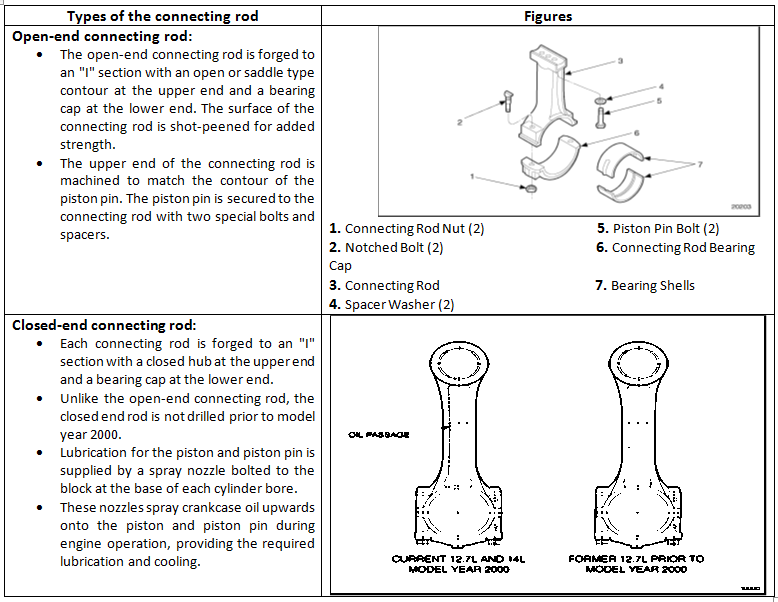 Types of the connecting rod
Figures
Open-end connecting rod:
• The open-end connecting rod is forged to
an "I" section with an open or saddle type
contour at the upper end and a bearing
cap at the lower end. The surface of the
connecting rod is shot-peened for added
strength.
• The upper end of the connecting rod is
machined to match the contour of the
piston pin. The piston pin is secured to the
connecting rod with two special bolts and
spacers.
3
4
5
2
6
1
7
20203
1. Connecting Rod Nut (2) 5. Piston Pin Bolt (2)
2. Notched Bolt (2) 6. Connecting Rod Bearing
Cap
3. Connecting Rod 7. Bearing Shells
4. Spacer Washer (2)
Closed-end connecting rod:
• Each connecting rod is forged to an "I"
section with a closed hub at the upper end
and a bearing cap at the lower end.
• Unlike the open-end connecting rod, the
closed end rod is not drilled prior to model
year 2000.
• Lubrication for the piston and piston pin is
supplied by a spray nozzle bolted to the
block at the base of each cylinder bore.
• These nozzles spray crankcase oil upwards
onto the piston and piston pin during
engine operation, providing the required
lubrication and cooling.
OIL PASSAGE
CURRENT 12.7L AND 14L
MODEL YEAR 2000
FORMER 12.7L PRIOR TO
MODEL YEAR 2000